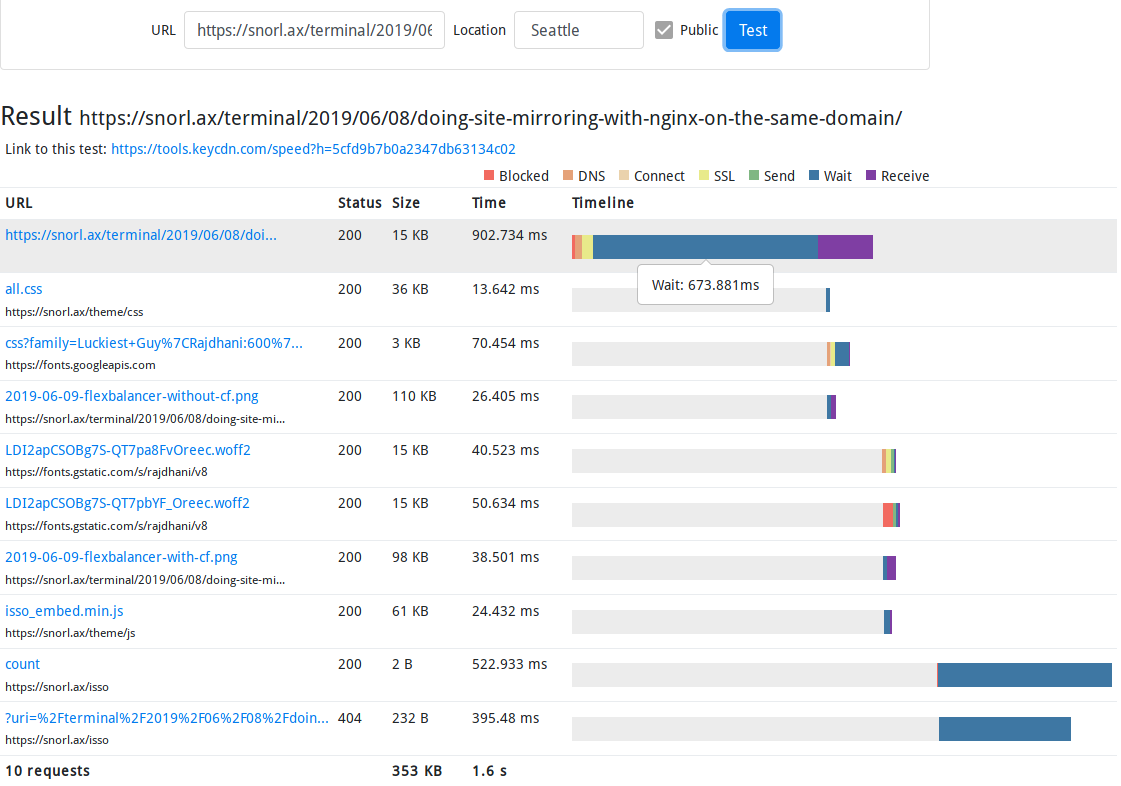 URL https://snorl.ax/terminal/2019/06 Location Seattle Public Test
Result https://snorl.ax/terminal/2019/06/08/doing-site-mirroring-with-nginx-on-the-same-domain/
Link to this test: https://tools.keycdn.com/speed?h=5cfd9b7b0a2347db63134c02
Blocked DNS Connect SSL Send Wait Receive
URL Status Size Time Timeline
https://snorl.ax/terminal/2019/06/08/doi... 200 15 KB 902.734 ms
Wait: 673.881ms
all.css 200 36 KB 13.642 ms
https://snorl.ax/theme/css
css?family=Luckiest+Guy%7CRajdhani:600%7... 200 3 KB 70.454 ms
https://fonts.googleapis.com
2019-06-09-flexbalancer-without-cf.png 200 110 KB 26.405 ms
https://snorl.ax/terminal/2019/06/08/doing-site-mi...
LDI2apCSOBg7S-QT7pa8FvOreec.woff2 200 15 KB 40.523 ms
https://fonts.gstatic.com/s/rajdhani/v8
LDI2apCSOBg7S-QT7pbYF_Oreec.woff2 200 15 KB 50.634 ms
https://fonts.gstatic.com/s/rajdhani/v8
2019-06-09-flexbalancer-with-cf.png 200 98 KB 38.501 ms
https://snorl.ax/terminal/2019/06/08/doing-site-mi...
isso_embed.min.js 200 61 KB 24.432 ms
https://snorl.ax/theme/js
count 200 2 B 522.933 ms
https://snorl.ax/isso
?uri=%2Fterminal%2F2019%2F06%2F08%2Fdoin... 404 232 B 395.48 ms
https://snorl.ax/isso
10 requests 353 KB 1.6 s